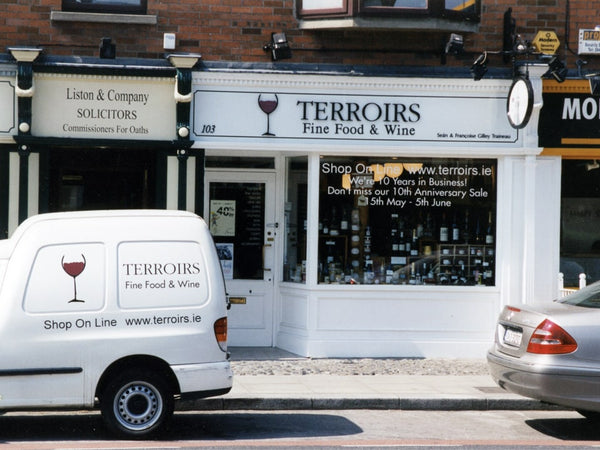 Liston & Company
SOLICITORS
Commissioners For Oaths
103
TERROIRS
Fine Food & Wine
Seán & Françoise Gilley Traineau
MO
Shop On Line www.terroirs.ie
We're 10 Years in Business!
Don't miss our 10th Anniversary Sale
15th May - 5th June
40%
TERROIRS
Fine Food & Wine
Shop On Line www.terroirs.ie